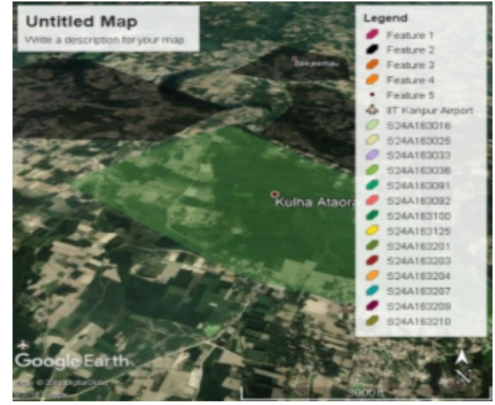 Untitled Map
Write a description for your map.
Legend
Feature 1
Feature 2
Feature 3
Feature 4
Feature 5
IIT Kanpur Airport
S24A163016
S24A163025
S24A163033
S24A163036
S24A163091
S24A163092
S24A163100
S24A163125
S24A163201
S24A163203
S24A163204
S24A163207
S24A163209
S24A163210
Kulha Ataora
Google Earth